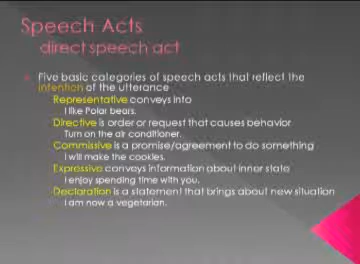 Speech Acts
direct speech act
Five basic categories of speech acts that reflect the
intention of the utterance
Representative conveys into
I like Polar bears.
Directive is order or request that causes behavior
Turn on the air conditioner.
Commissive is a promise/agreement to do something
I will make the cookies.
Expressive conveys information about inner state
I enjoy spending time with you.
Declaration is a statement that brings about new situation
I am now a vegetarian.